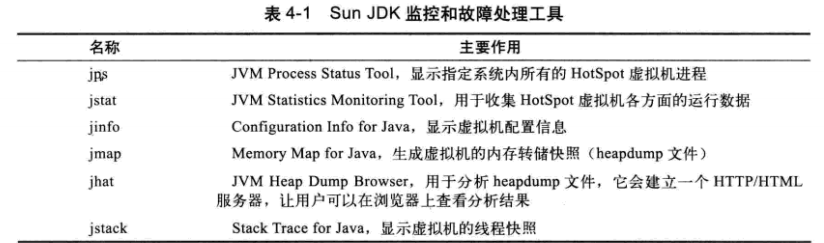 表 4-1 Sun JDK 监控和故障处理工具
名称 主要作用
jps JVM Process Status Tool，显示指定系统内所有的 HotSpot 虚拟机进程
jstat JVM Statistics Monitoring Tool，用于收集 HotSpot 虚拟机各方面的运行数据
jinfo Configuration Info for Java，显示虚拟机配置信息
jmap Memory Map for Java，生成虚拟机的内存转储快照（heapdump 文件）
jhat JVM Heap Dump Browser，用于分析 heapdump 文件，它会建立一个 HTTP/HTML
服务器，让用户可以在浏览器上查看分析结果
jstack Stack Trace for Java，显示虚拟机的线程快照